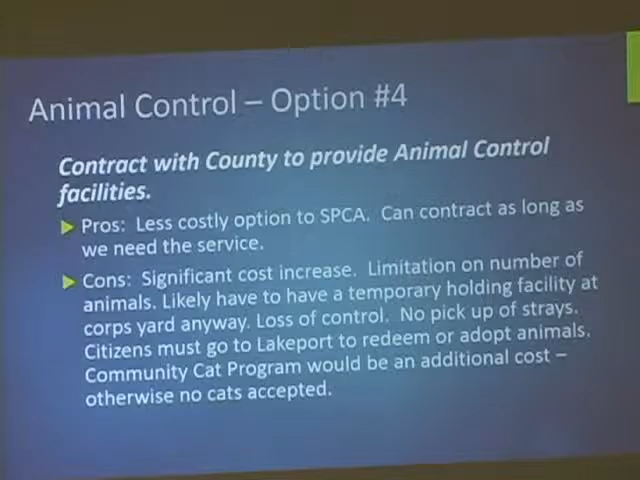 Animal Control – Option #4
Contract with County to provide Animal Control
facilities.
Pros: Less costly option to SPCA. Can contract as long as
we need the service.
Cons: Significant cost increase. Limitation on number of
animals. Likely have to have a temporary holding facility at
corps yard anyway. Loss of control. No pick up of strays.
Citizens must go to Lakeport to redeem or adopt animals.
Community Cat Program would be an additional cost –
otherwise no cats accepted.